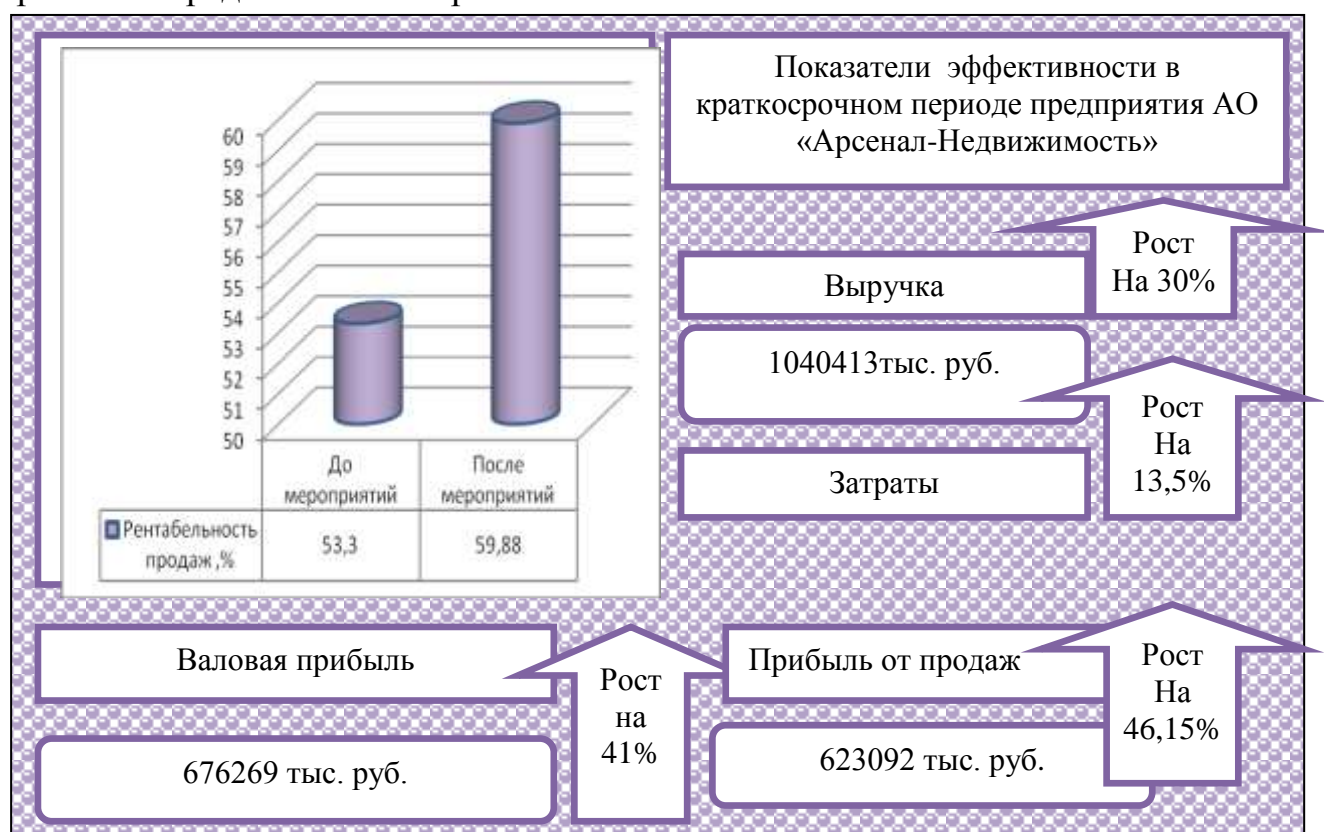 60
59
58
57
56
55
54
53
52
51
50
До
мероприятий
После
мероприятий
Рентабельность
продаж ,%
53,3
59,88
Показатели эффективности в
краткосрочном периоде предприятия АО
«Арсенал-Недвижимость»
Рост
На 30%
Выручка
1040413тыс. руб.
Рост
На
13,5%
Затраты
Валовая прибыль
Рост
на
41%
676269 тыс. руб.
Прибыль от продаж
Рост
На
46,15%
623092 тыс. руб.